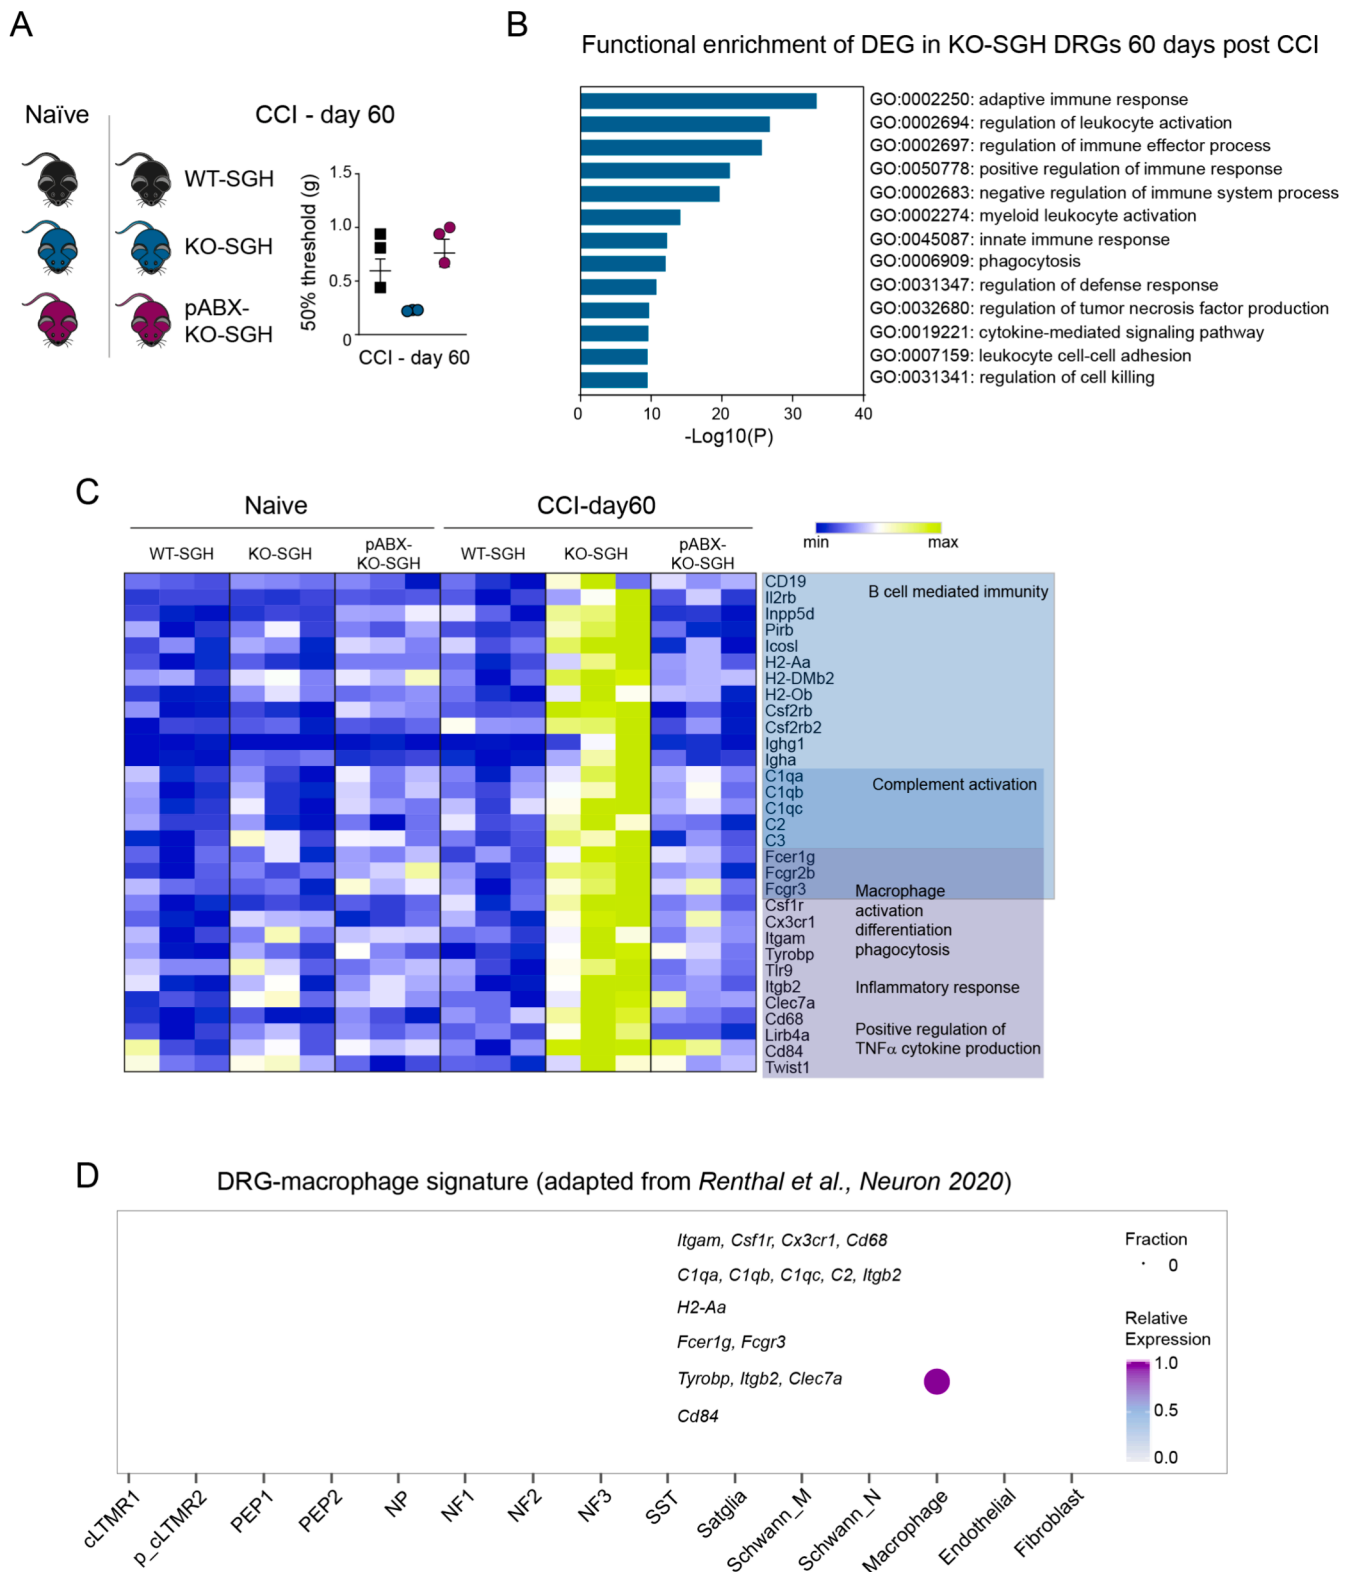 A
Naïve
CCI - day 60
WT-SGH
KO-SGH
pABX-
KO-SGH
50% threshold (g)
1.5
1.0
0.5
0
CCI - day 60
B
Functional enrichment of DEG in KO-SGH DRGs 60 days post CCI
GO:0002250: adaptive immune response
GO:0002694: regulation of leukocyte activation
GO:0002697: regulation of immune effector process
GO:0050778: positive regulation of immune response
GO:0002683: negative regulation of immune system process
GO:0002274: myeloid leukocyte activation
GO:0045087: innate immune response
GO:0006909: phagocytosis
GO:0031347: regulation of defense response
GO:0032680: regulation of tumor necrosis factor production
GO:0019221: cytokine-mediated signaling pathway
GO:0007159: leukocyte cell-cell adhesion
GO:0031341: regulation of cell killing
0 10 20 30 40
-Log10(P)
C
Naive
CCI-day60
WT-SGH
KO-SGH
pABX-
KO-SGH
WT-SGH
KO-SGH
pABX-
KO-SGH
min max
CD19
Il2rb
Inpp5d
Pirb
Icosl
H2-Aa
H2-DMb2
H2-Ob
Csf2rb
Csf2rb2
Ighg1
Igha
C1qa
C1qb
C1qc
C2
C3
Fcer1g
Fcgr2b
Fcgr3
Csf1r
Cx3cr1
Itgam
Tyrobp
Tlr9
Itgb2
Clec7a
Cd68
Lirb4a
Cd84
Twist1
B cell mediated immunity
Complement activation
Macrophage
activation
differentiation
phagocytosis
Inflammatory response
Positive regulation of
TNFα cytokine production
D
DRG-macrophage signature (adapted from Renthal et al., Neuron 2020)
Itgam, Csf1r, Cx3cr1, Cd68
C1qa, C1qb, C1qc, C2, Itgb2
H2-Aa
Fcer1g, Fcgr3
Tyrobp, Itgb2, Clec7a
Cd84
Fraction
0
Relative
Expression
1.0
0.5
0.0
cLTMR1
p_cLTMR2
PEP1
PEP2
NP
NF1
NF2
NF3
SST
Satglia
Schwann_M
Schwann_N
Macrophage
Endothelial
Fibroblast